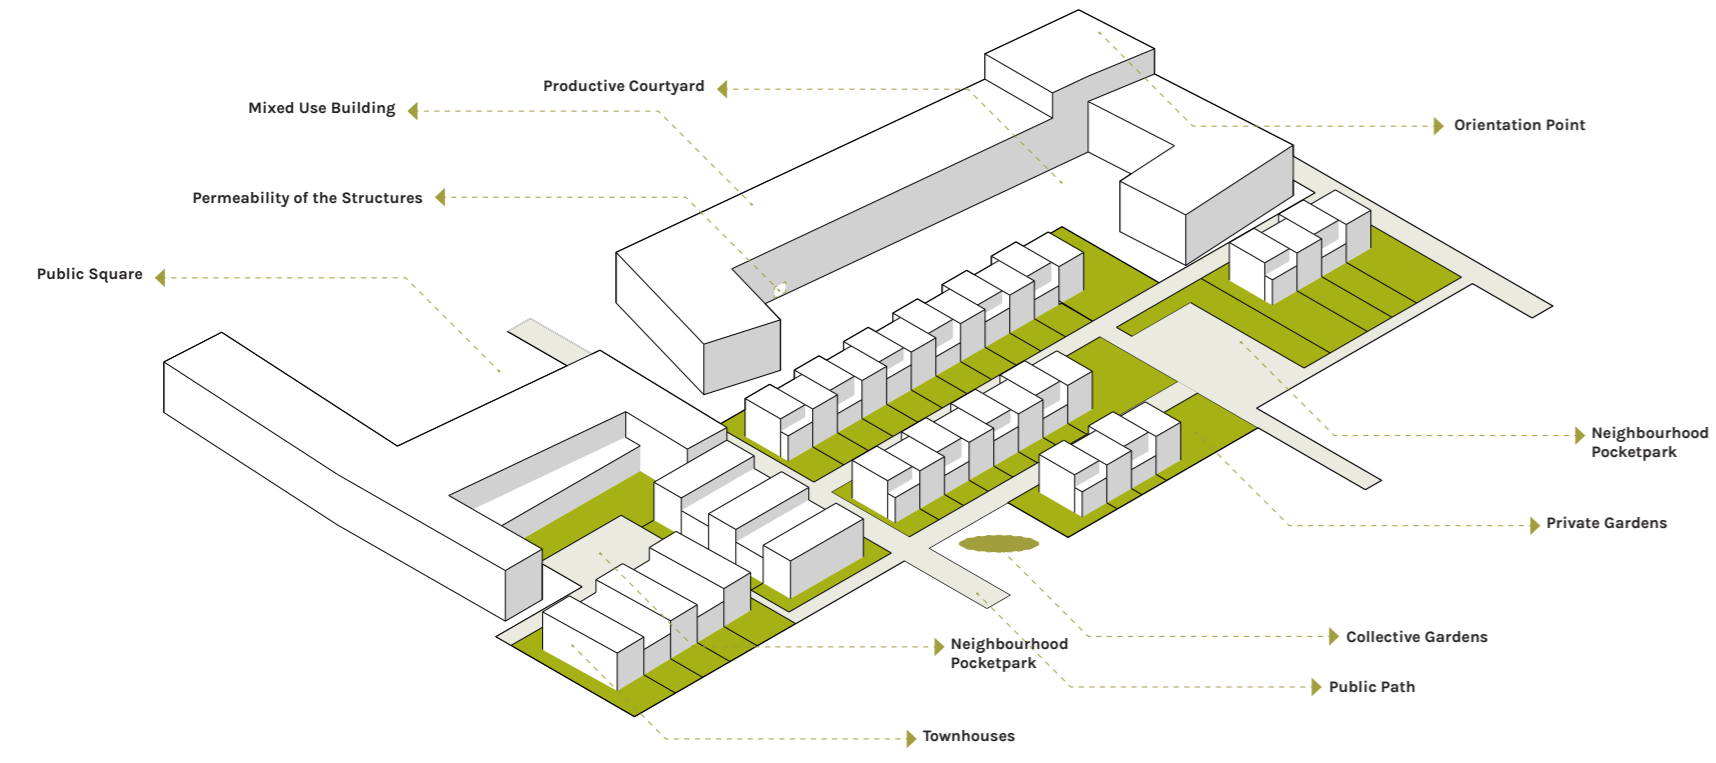 Productive Courtyard
Mixed Use Building
Orientation Point
Permeability of the Structures
Public Square
Neighbourhood
Pocketpark
Private Gardens
Collective Gardens
Neighbourhood
Pocketpark
Public Path
Townhouses